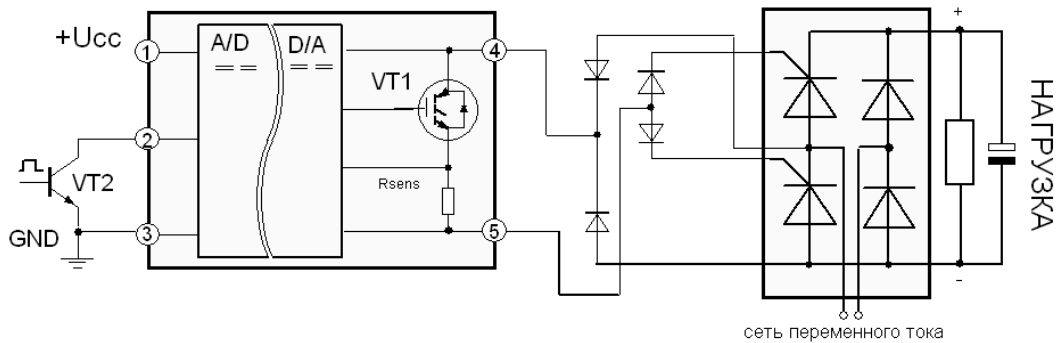 +Ucc
1
A/D
D/A
4
VT1
2
VT2
Rsens
GND
3
5
+
НАГРУЗКА
-
сеть переменного тока